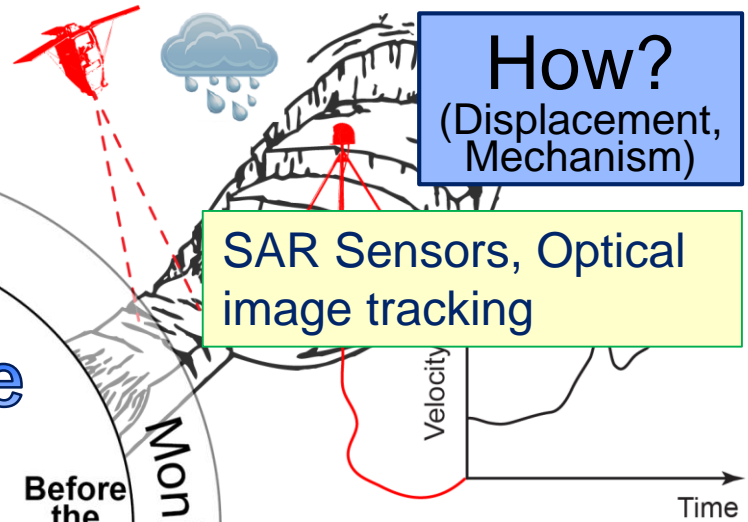 How?
(Displacement,
Mechanism)
SAR Sensors, Optical
image tracking
Velocity
Time
Mon
Before
the
e